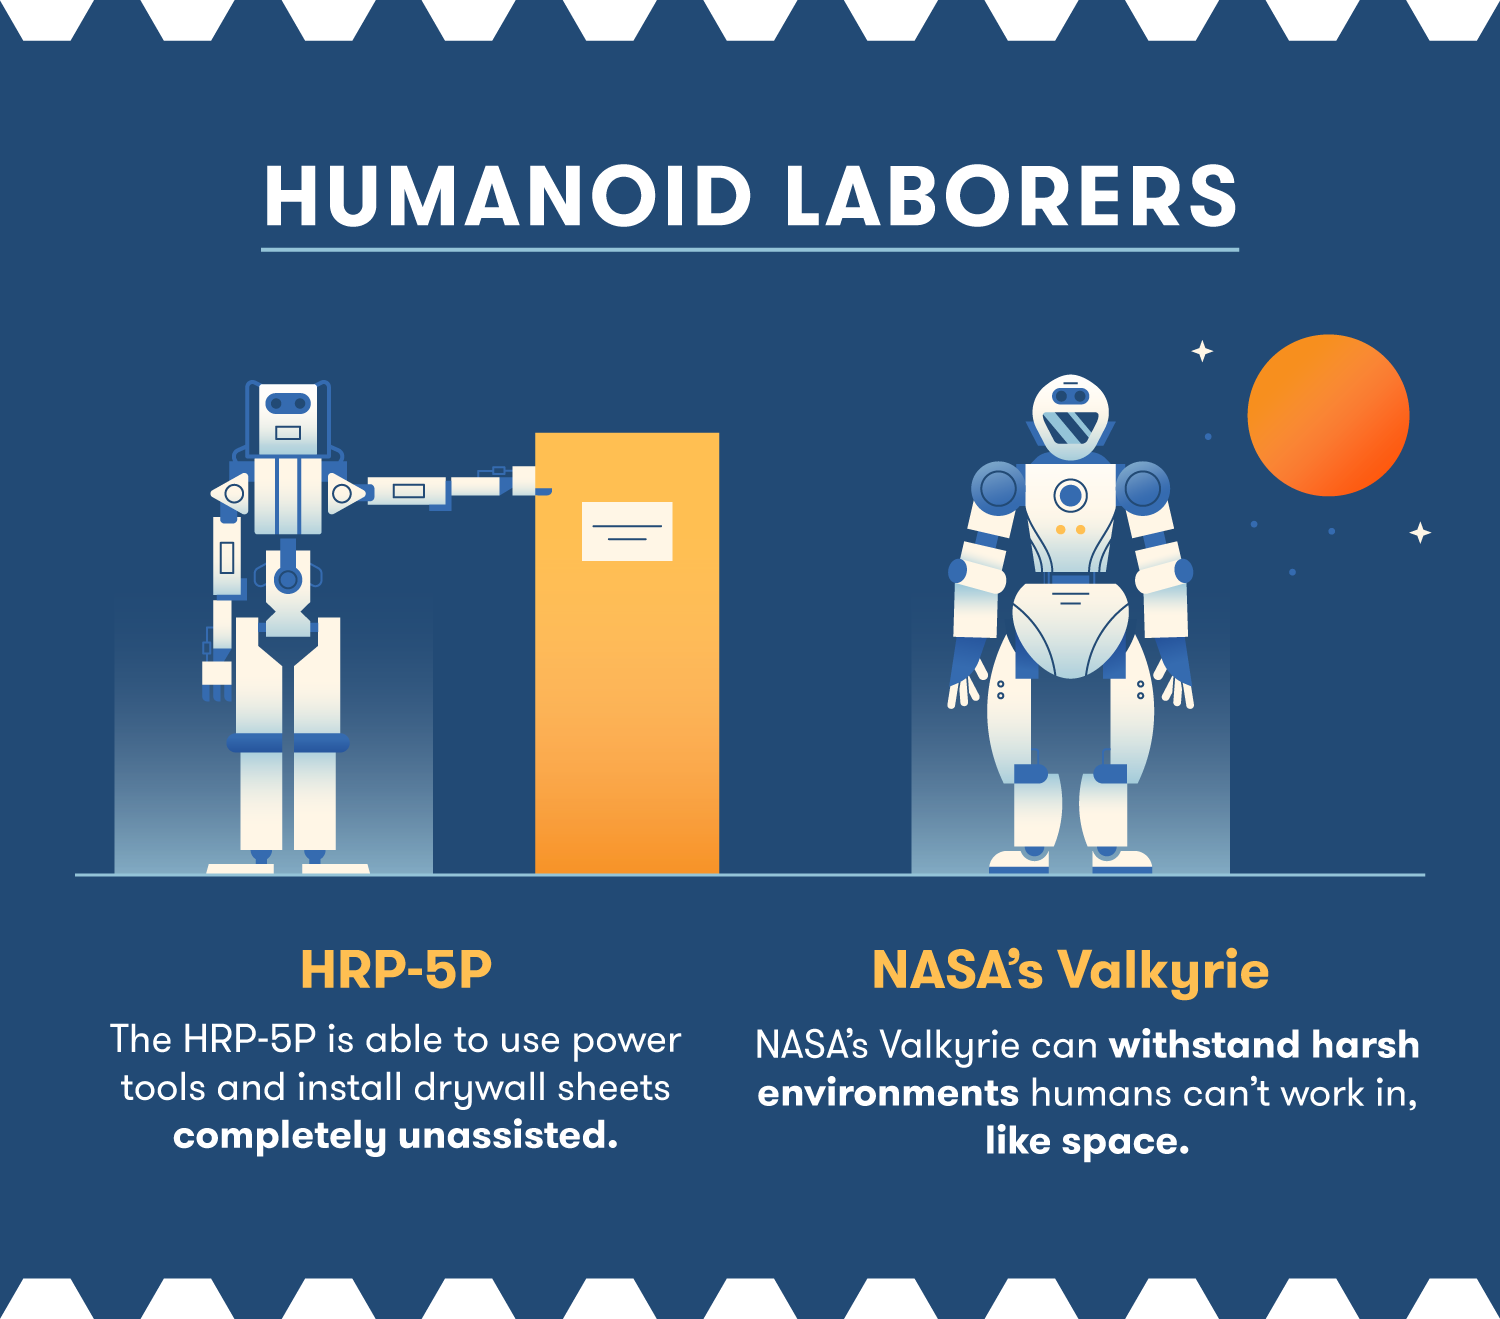 HUMANOID LABORERS
HRP-5P
The HRP-5P is able to use power
tools and install drywall sheets
completely unassisted.
NASA’s Valkyrie
NASA’s Valkyrie can withstand harsh
environments humans can’t work in,
like space.